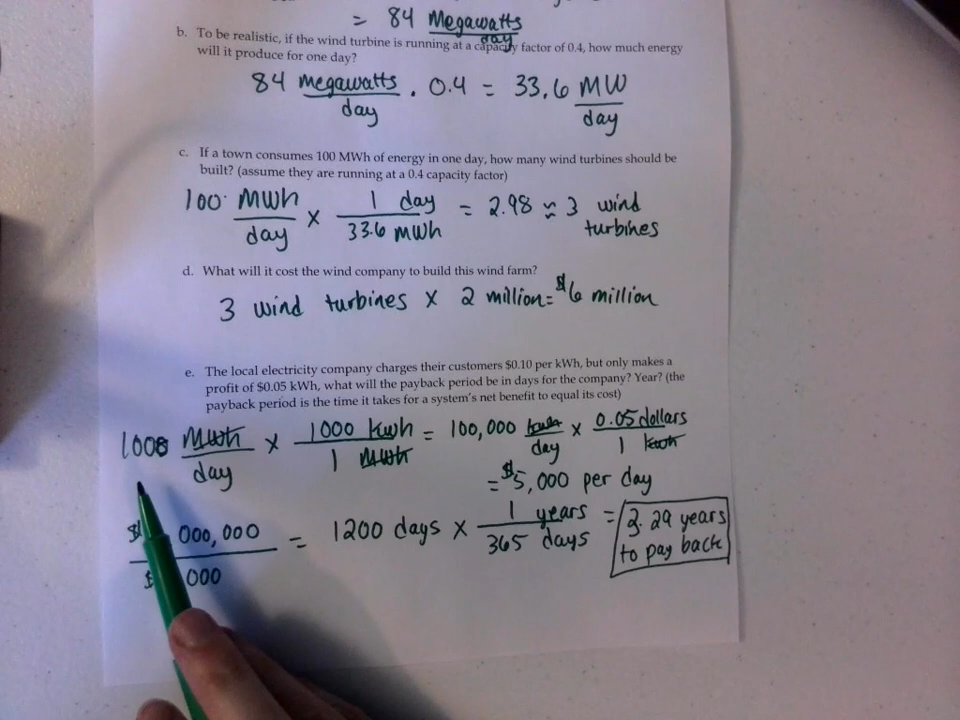 = 84 Megawatts
day
b. To be realistic, if the wind turbine is running at a capacity factor of 0.4, how much energy
will it produce for one day?
84 megawatts/day . 0.4 = 33.6 MW/day
c. If a town consumes 100 MWh of energy in one day, how many wind turbines should be
built? (assume they are running at a 0.4 capacity factor)
100 MWh/day x 1 day/33.6 MWh = 2.98 ≈ 3 wind
turbines
d. What will it cost the wind company to build this wind farm?
3 wind turbines x 2 million = $6 million
e. The local electricity company charges their customers $0.10 per kWh, but only makes a
profit of $0.05 kWh, what will the payback period be in days for the company? Year? (the
payback period is the time it takes for a system's net benefit to equal its cost)
MWh/day x 1000 kWh/1 MWh = 100,000 kWh/day x 0.05 dollars/1 kWh
= $5,000 per day
000,000/000 = 1200 days x 1 years/365 days = 3.29 years
to pay back